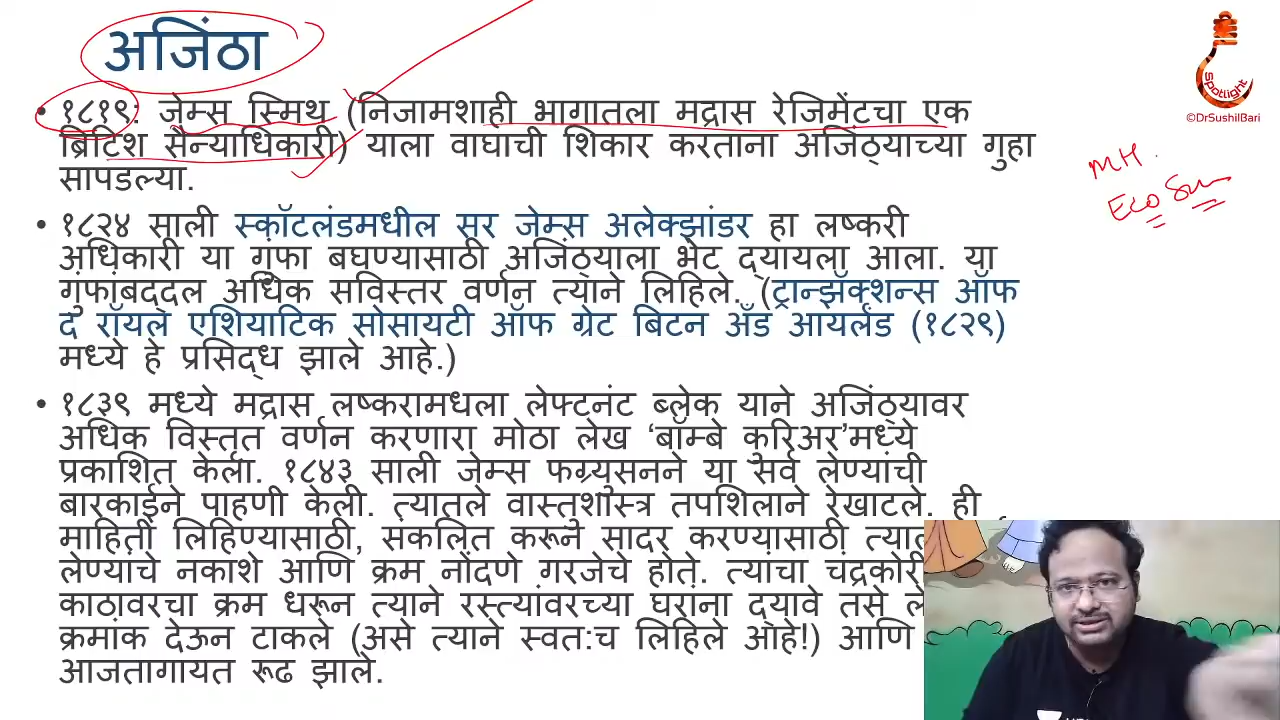 अजिंठा
• १८१९: जेम्स स्मिथ (निजामशाही भागातला मद्रास रेजिमेंटचा एक
ब्रिटिश सैन्याधिकारी) याला वाघाची शिकार करताना अजिंठ्याच्या गुहा
सापडल्या.
• १८२४ साली स्कॉटलंडमधील सर जेम्स अलेक्झांडर हा लष्करी
अधिकारी या गुफा बघण्यासाठी अजिंठ्याला भेट द्यायला आला. या
गुफांबद्दल अधिक सविस्तर वर्णन त्याने लिहिले. (ट्रान्झॅक्शन्स ऑफ
द रॉयल एशियाटिक सोसायटी ऑफ ग्रेट बिटन अँड आयर्लंड (१८२९)
मध्ये हे प्रसिद्ध झाले आहे.)
• १८३९ मध्ये मद्रास लष्करामधला लेफ्टनंट ब्लेक याने अजिंठ्यावर
अधिक विस्तृत वर्णन करणारा मोठा लेख ‘बॉम्बे कुरिअर’मध्ये
प्रकाशित केला. १८४३ साली जेम्स फर्ग्युसनने या सर्व लेण्यांची
बारकाईने पाहणी केली. त्यातले वास्तुशास्त्र तपशिलाने रेखाटले. ही
माहिती लिहिण्यासाठी, संकलित करून सादर करण्यासाठी
लेण्यांचे नकाशे आणि क्रम नोंदणे गरजेचे होते. त्यांचा
काठांवरचा क्रम धरून त्याने रस्त्यांवरच्या घरांना द्यावे तसे
क्रमांक देऊन टाकले (असे त्याने स्वतःच लिहिले आहे!) आणि
आजतागायत रूढ झाले.
Spotlight
©DrSushilBari
MH.
Eco